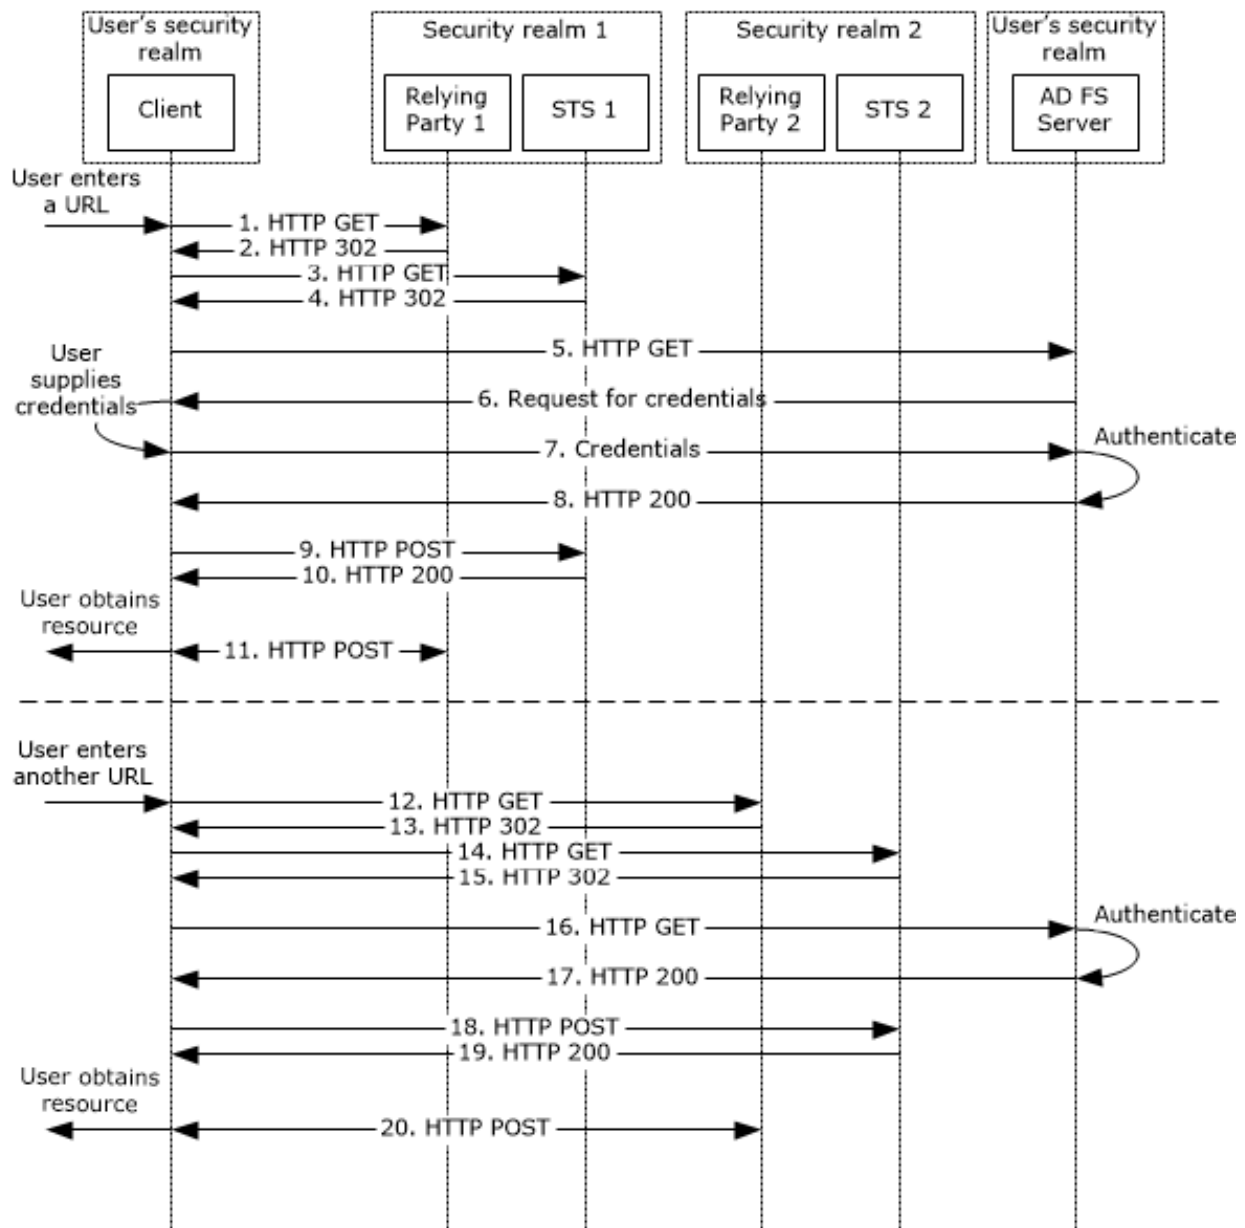 User's security
realm
Security realm 1
Security realm 2
User's security
realm
Client
Relying
Party 1
STS 1
Relying
Party 2
STS 2
AD FS
Server
User enters
a URL
1. HTTP GET
2. HTTP 302
3. HTTP GET
4. HTTP 302
5. HTTP GET
User
supplies
credentials
6. Request for credentials
7. Credentials
Authenticate
8. HTTP 200
9. HTTP POST
10. HTTP 200
User obtains
resource
11. HTTP POST
User enters
another URL
12. HTTP GET
13. HTTP 302
14. HTTP GET
15. HTTP 302
16. HTTP GET
Authenticate
17. HTTP 200
18. HTTP POST
19. HTTP 200
User obtains
resource
20. HTTP POST